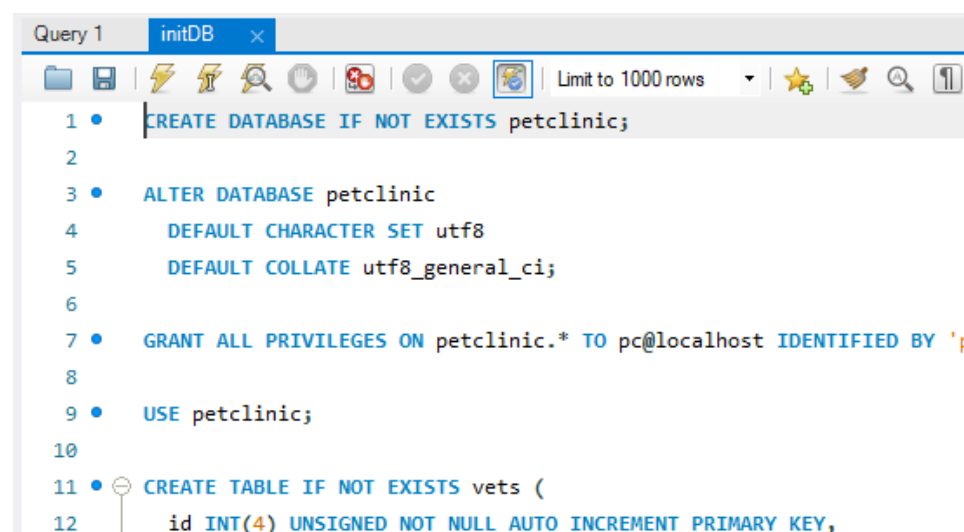 Query 1 initDB
Limit to 1000 rows
1 CREATE DATABASE IF NOT EXISTS petclinic;
2
3 ALTER DATABASE petclinic
4 DEFAULT CHARACTER SET utf8
5 DEFAULT COLLATE utf8_general_ci;
6
7 GRANT ALL PRIVILEGES ON petclinic.* TO pc@localhost IDENTIFIED BY
8
9 USE petclinic;
10
11 CREATE TABLE IF NOT EXISTS vets (
12 id INT(4) UNSIGNED NOT NULL AUTO_INCREMENT PRIMARY KEY,